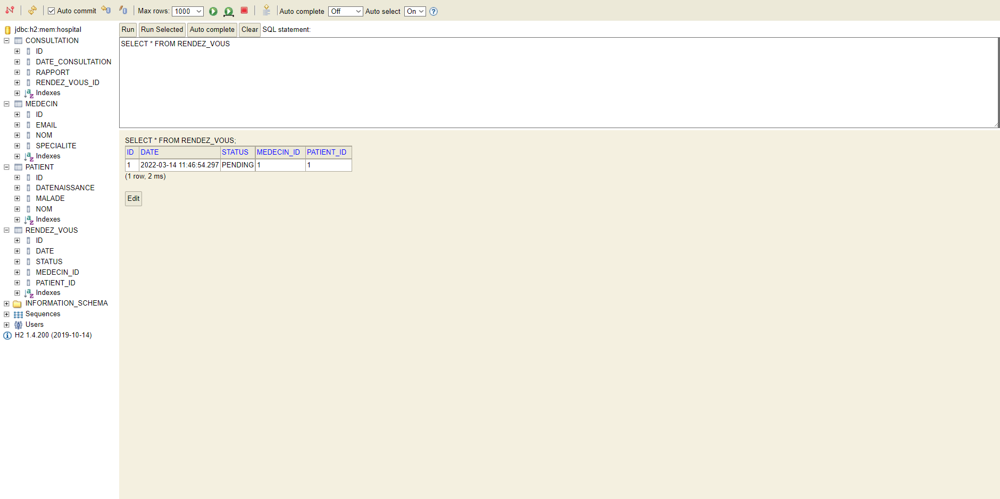 Auto commit Max rows: 1000 Auto complete Off Auto select On
jdbc:h2:mem:hospital
CONSULTATION
ID
DATE_CONSULTATION
RAPPORT
RENDEZ_VOUS_ID
Indexes
MEDECIN
ID
EMAIL
NOM
SPECIALITE
Indexes
PATIENT
ID
DATENAISSANCE
MALADE
NOM
Indexes
RENDEZ_VOUS
ID
DATE
STATUS
MEDECIN_ID
PATIENT_ID
Indexes
INFORMATION_SCHEMA
Sequences
Users
H2 1.4.200 (2019-10-14)
Run Run Selected Auto complete Clear SQL statement:
SELECT * FROM RENDEZ_VOUS
SELECT * FROM RENDEZ_VOUS;
ID DATE STATUS MEDECIN_ID PATIENT_ID
1 2022-03-14 11:46:54.297 PENDING 1 1
(1 row, 2 ms)
Edit